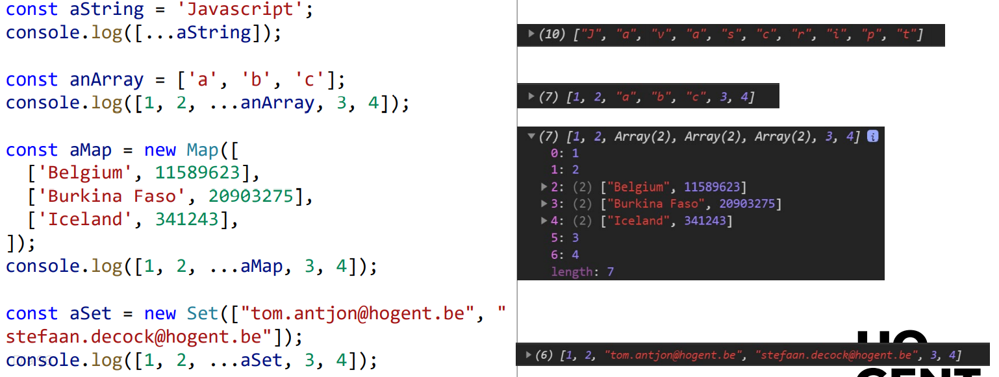 const aString = 'Javascript';
console.log([...aString]);
(10) ["J", "a", "v", "a", "s", "c", "r", "i", "p", "t"]
const anArray = ['a', 'b', 'c'];
console.log([1, 2, ...anArray, 3, 4]);
(7) [1, 2, "a", "b", "c", 3, 4]
const aMap = new Map([
['Belgium', 11589623],
['Burkina Faso', 20903275],
['Iceland', 341243],
]);
console.log([1, 2, ...aMap, 3, 4]);
(7) [1, 2, Array(2), Array(2), Array(2), 3, 4] i
0: 1
1: 2
2: (2) ["Belgium", 11589623]
3: (2) ["Burkina Faso", 20903275]
4: (2) ["Iceland", 341243]
5: 3
6: 4
length: 7
const aSet = new Set(["tom.antjon@hogent.be", "
stefaan.decock@hogent.be"]);
console.log([1, 2, ...aSet, 3, 4]);
(6) [1, 2, "tom.antjon@hogent.be", "stefaan.decock@hogent.be", 3, 4]
HO
GENT